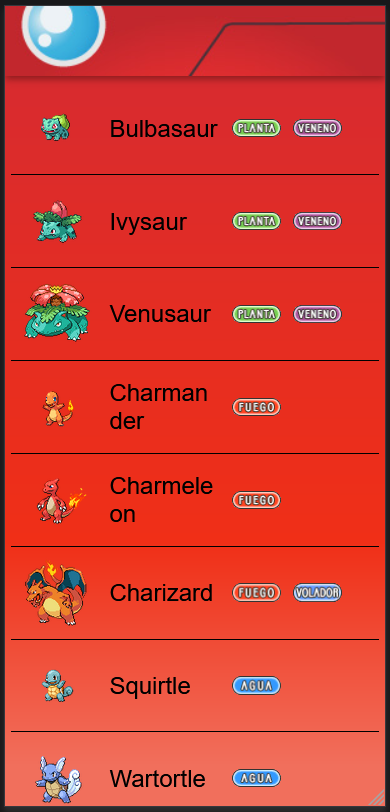 Bulbasaur PLANTA VENENO
Ivysaur PLANTA VENENO
Venusaur PLANTA VENENO
Charman
der FUEGO
Charmele
on FUEGO
Charizard FUEGO VOLADOR
Squirtle AGUA
Wartortle AGUA